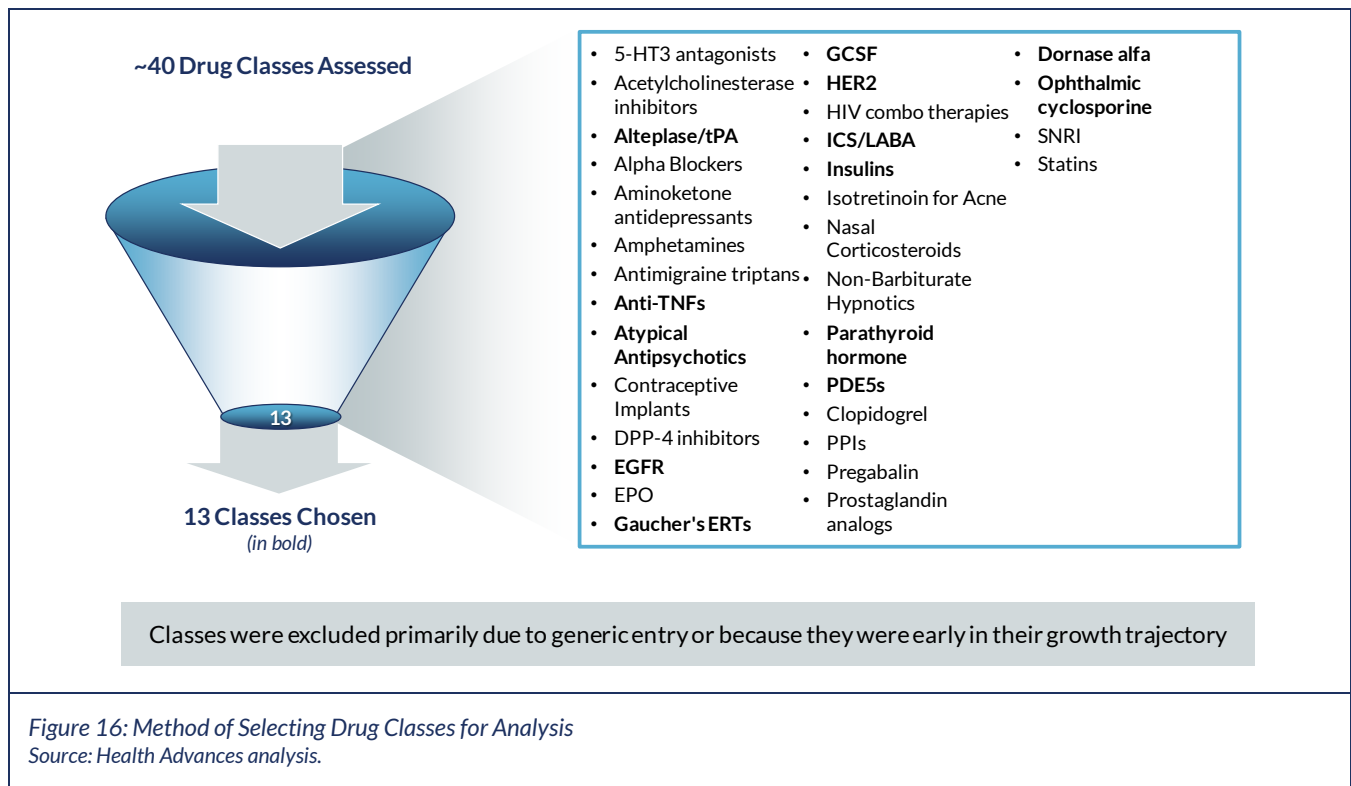 ~40 Drug Classes Assessed
13
13 Classes Chosen
(in bold)
• 5-HT3 antagonists
• Acetylcholinesterase
inhibitors
• Alteplase/tPA
• Alpha Blockers
• Aminoketone
antidepressants
• Amphetamines
• Antimigraine triptans
• Anti-TNFs
• Atypical
Antipsychotics
• Contraceptive
Implants
• DPP-4 inhibitors
• EGFR
• EPO
• Gaucher's ERTs
• GCSF
• HER2
• HIV combo therapies
• ICS/LABA
• Insulins
• Isotretinoin for Acne
• Nasal
Corticosteroids
• Non-Barbiturate
Hypnotics
• Parathyroid
hormone
• PDE5s
• Clopidogrel
• PPIs
• Pregabalin
• Prostaglandin
analogs
• Dornase alfa
• Ophthalmic
cyclosporine
• SNRI
• Statins
Classes were excluded primarily due to generic entry or because they were early in their growth trajectory
Figure 16: Method of Selecting Drug Classes for Analysis
Source: Health Advances analysis.